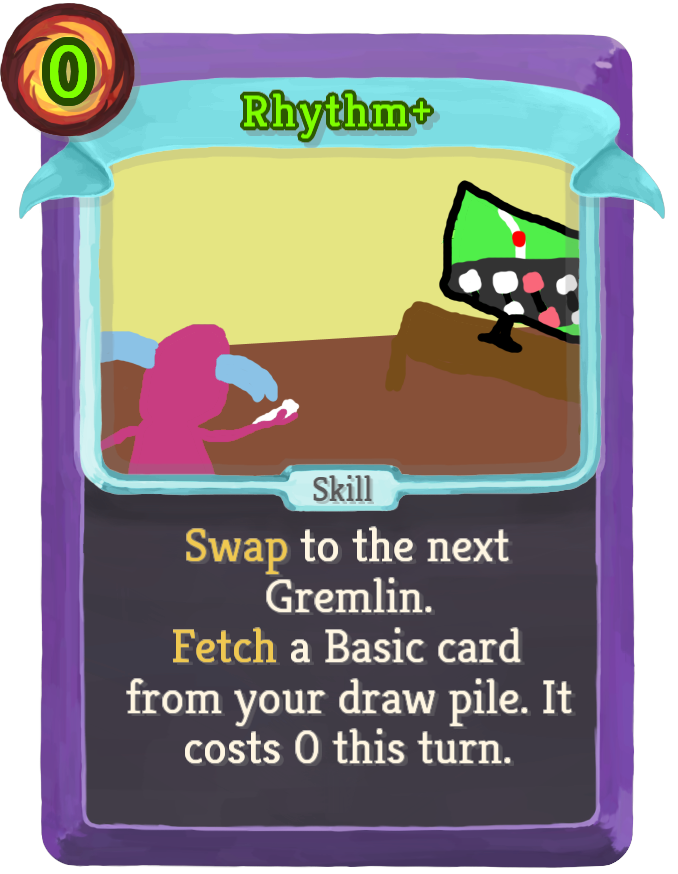 0
Rhythm+
Skill
Swap to the next
Gremlin.
Fetch a Basic card
from your draw pile. It
costs 0 this turn.